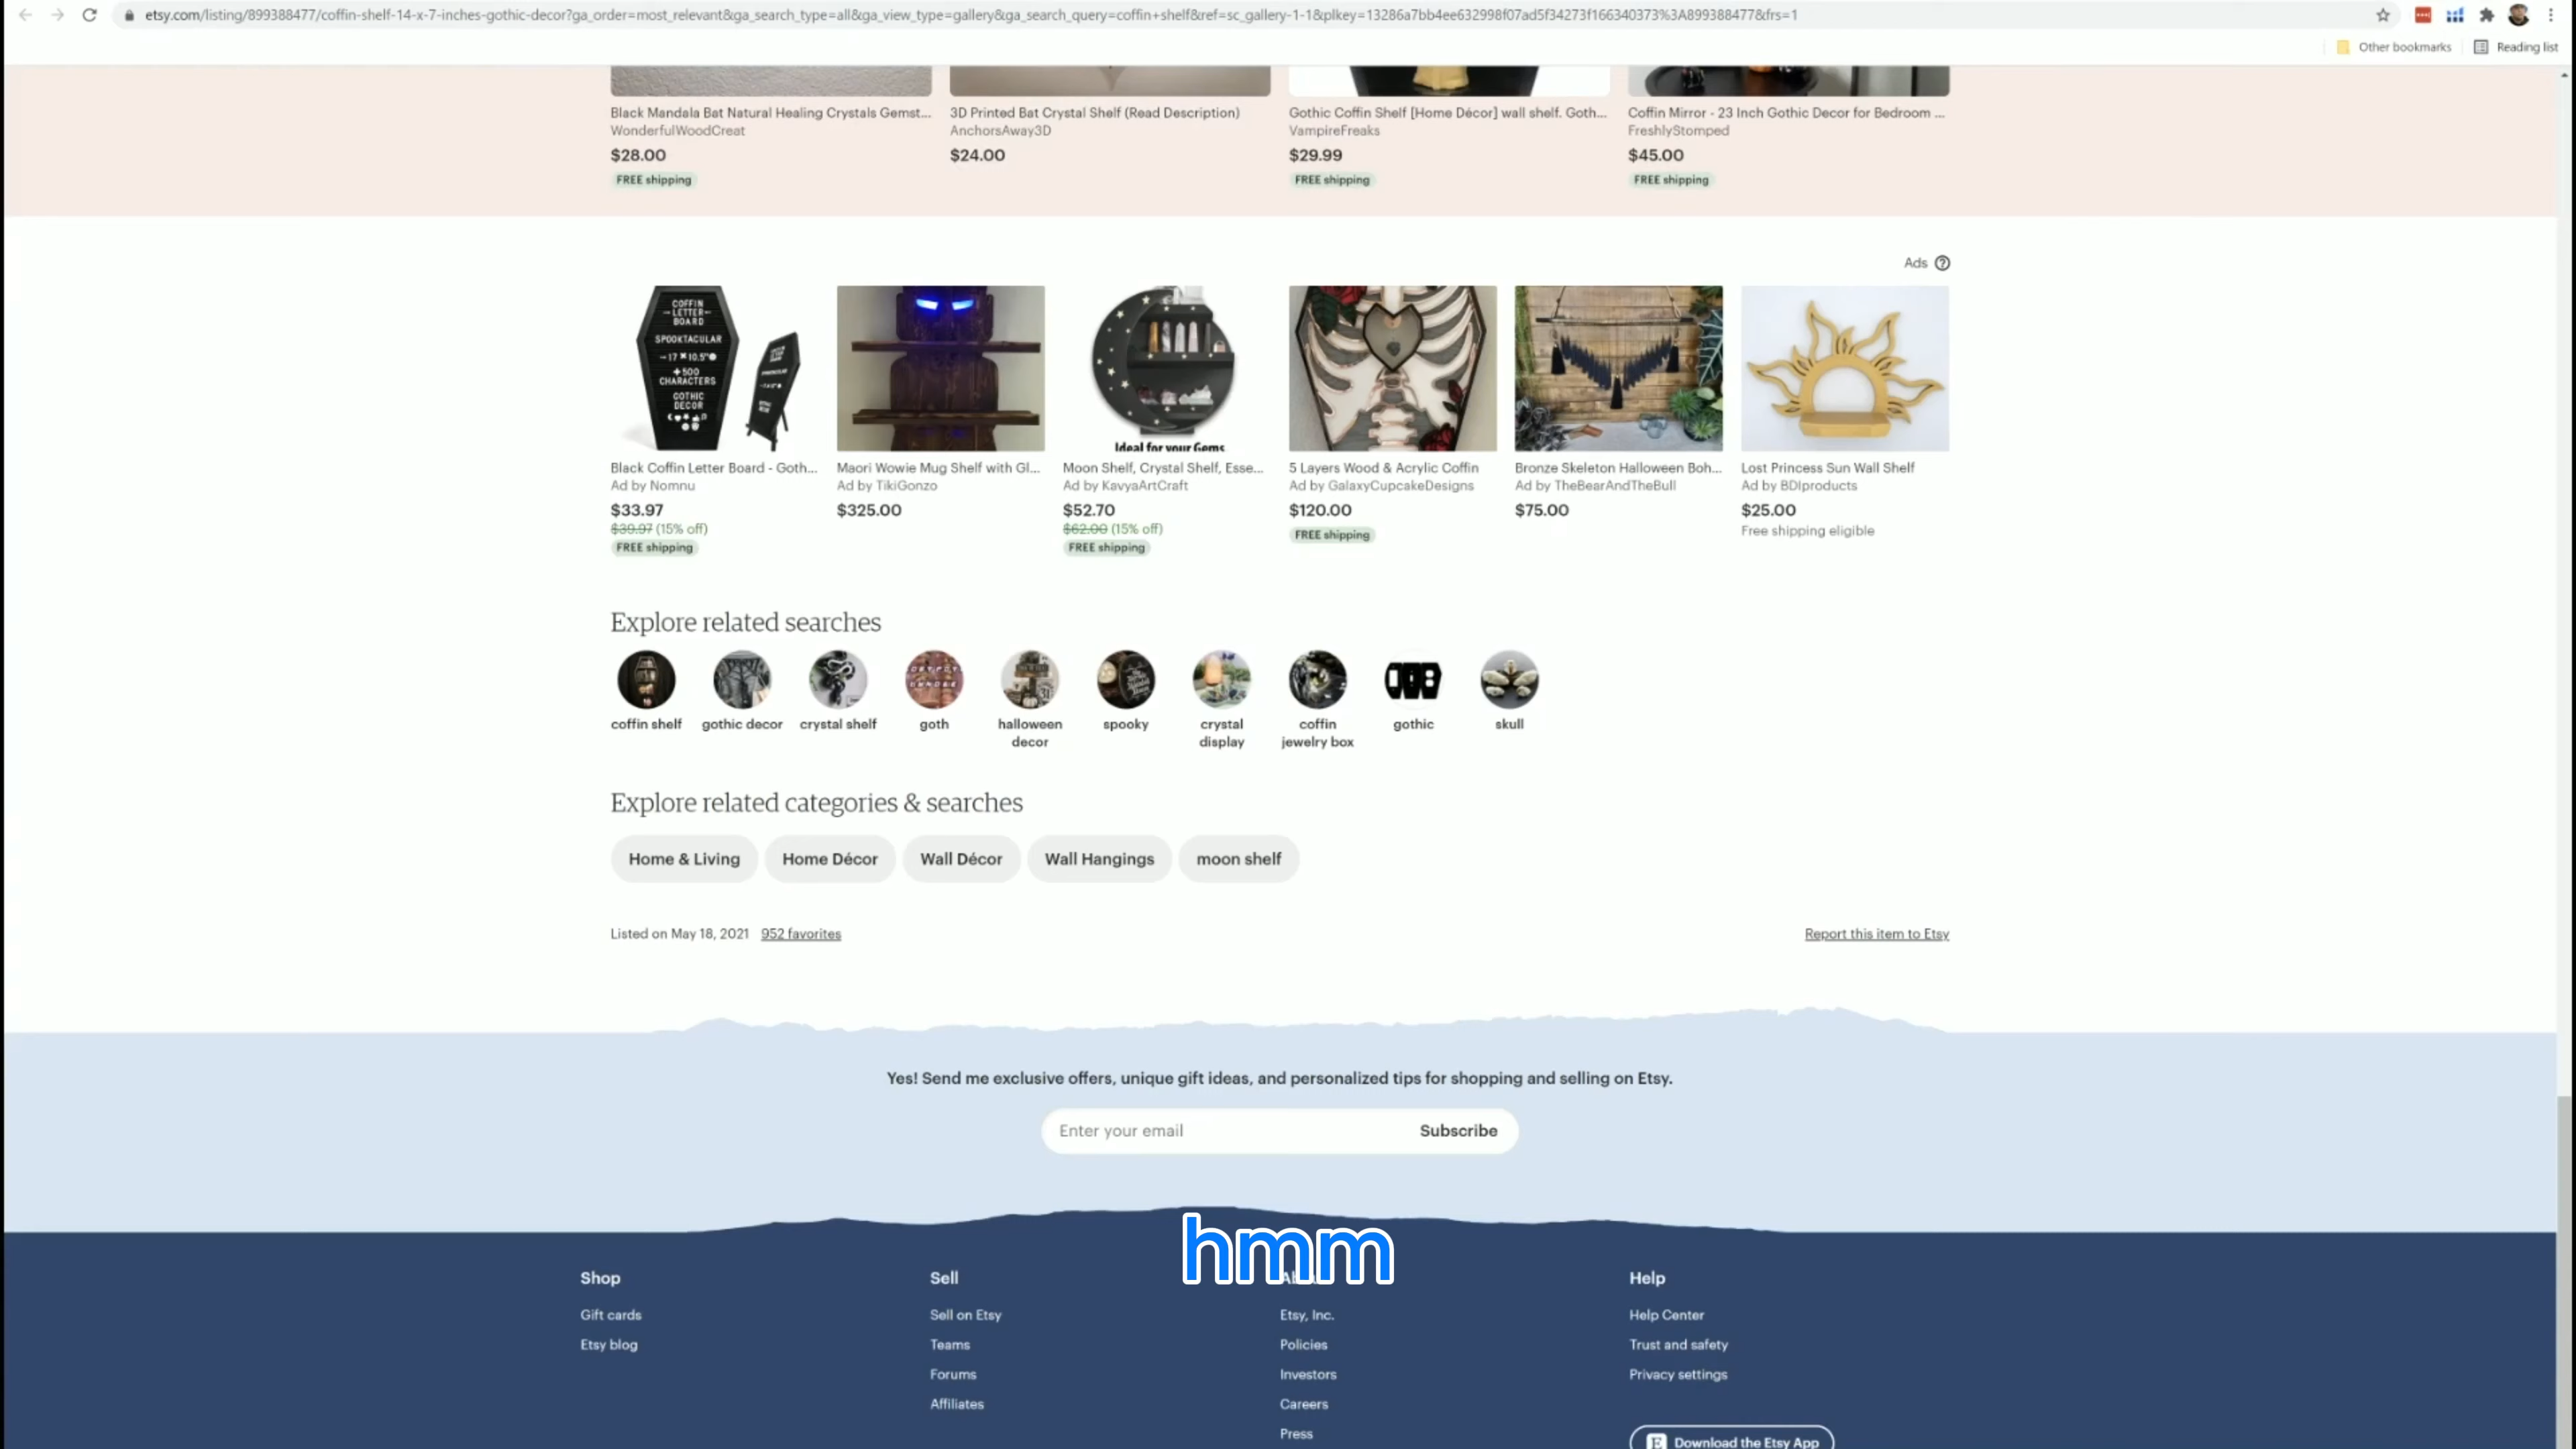 etsy.com/listing/899388477/coffin-shelf-14-x-7-inches-gothic-decor?ga_order=most_relevant&ga_search_type=all&ga_view_type=gallery&ga_search_query=coffin+shelf&ref=sc_gallery-1-1&plkey=13286a7bb4ee632998f07ad5f34273f166340373%3A899388477&frs=1
Other bookmarks
Reading list
Black Mandala Bat Natural Healing Crystals Gemst...
WonderfulWoodCreat
$28.00
FREE shipping
3D Printed Bat Crystal Shelf (Read Description)
AnchorsAway3D
$24.00
Gothic Coffin Shelf [Home Décor] wall shelf. Goth...
VampireFreaks
$29.99
FREE shipping
Coffin Mirror - 23 Inch Gothic Decor for Bedroom ...
FreshlyStomped
$45.00
FREE shipping
Ads
COFFIN
LETTER
BOARD
SPOOKTACULAR
17 × 10.5"
+500
CHARACTERS
GOTHIC
DECOR
Black Coffin Letter Board - Goth...
Ad by Nomnu
$33.97
$39.97 (15% off)
FREE shipping
Maori Wowie Mug Shelf with Gl...
Ad by TikiGonzo
$325.00
Ideal for your Gems
Moon Shelf, Crystal Shelf, Esse...
Ad by KavyaArtCraft
$52.70
$62.00 (15% off)
FREE shipping
5 Layers Wood & Acrylic Coffin
Ad by GalaxyCupcakeDesigns
$120.00
FREE shipping
Bronze Skeleton Halloween Boh...
Ad by TheBearAndTheBull
$75.00
Lost Princess Sun Wall Shelf
Ad by BDIproducts
$25.00
Free shipping eligible
Explore related searches
coffin shelf
gothic decor
crystal shelf
goth
halloween
decor
spooky
crystal
display
coffin
jewelry box
gothic
skull
Explore related categories & searches
Home & Living
Home Décor
Wall Décor
Wall Hangings
moon shelf
Listed on May 18, 2021
952 favorites
Report this item to Etsy
Yes! Send me exclusive offers, unique gift ideas, and personalized tips for shopping and selling on Etsy.
Enter your email
Subscribe
hmm
Shop
Gift cards
Etsy blog
Sell
Sell on Etsy
Teams
Forums
Affiliates
Etsy, Inc.
Policies
Investors
Careers
Press
Help
Help Center
Trust and safety
Privacy settings
Download the Etsy App